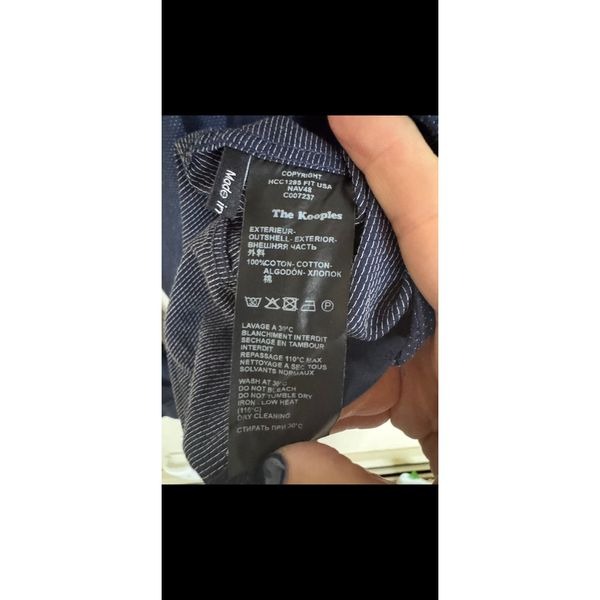 Made in
COPYRIGHT
HCC1285 FIT USA
NAV48
C007237
The Kooples
EXTERIEUR-
OUTSHELL- EXTERIOR-
ВНЕШНЯЯ ЧАСТЬ
外料
100%COTON- COTTON-
ALGODÓN- ХЛОПОК
棉
P
LAVAGE A 30°C
BLANCHIMENT INTERDIT
SECHAGE EN TAMBOUR
INTERDIT
REPASSAGE 110°C MAX
NETTOYAGE A SEC TOUS
SOLVANTS NORMAUX
WASH AT 30°C
DO NOT BLEACH
DO NOT TUMBLE DRY
IRON - LOW HEAT
(110°C)
DRY CLEANING
СТИРАТЬ ПРИ 30°C